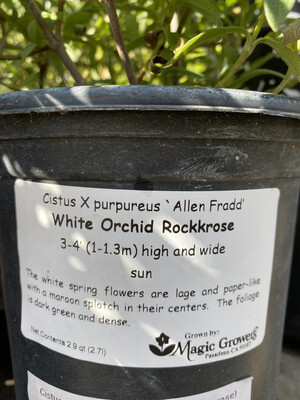 Cistus X purpureus `Allen Fradd'
White Orchid Rockkrose
3-4' (1-1.3m) high and wide
sun
The white spring flowers are lage and paper-like
with a maroon splotch in their centers. The foliage
is dark green and dense.
Net Contents 2.9 qt (2.7l)
Grown by:
Magic Growers
Pasadena CA 91107